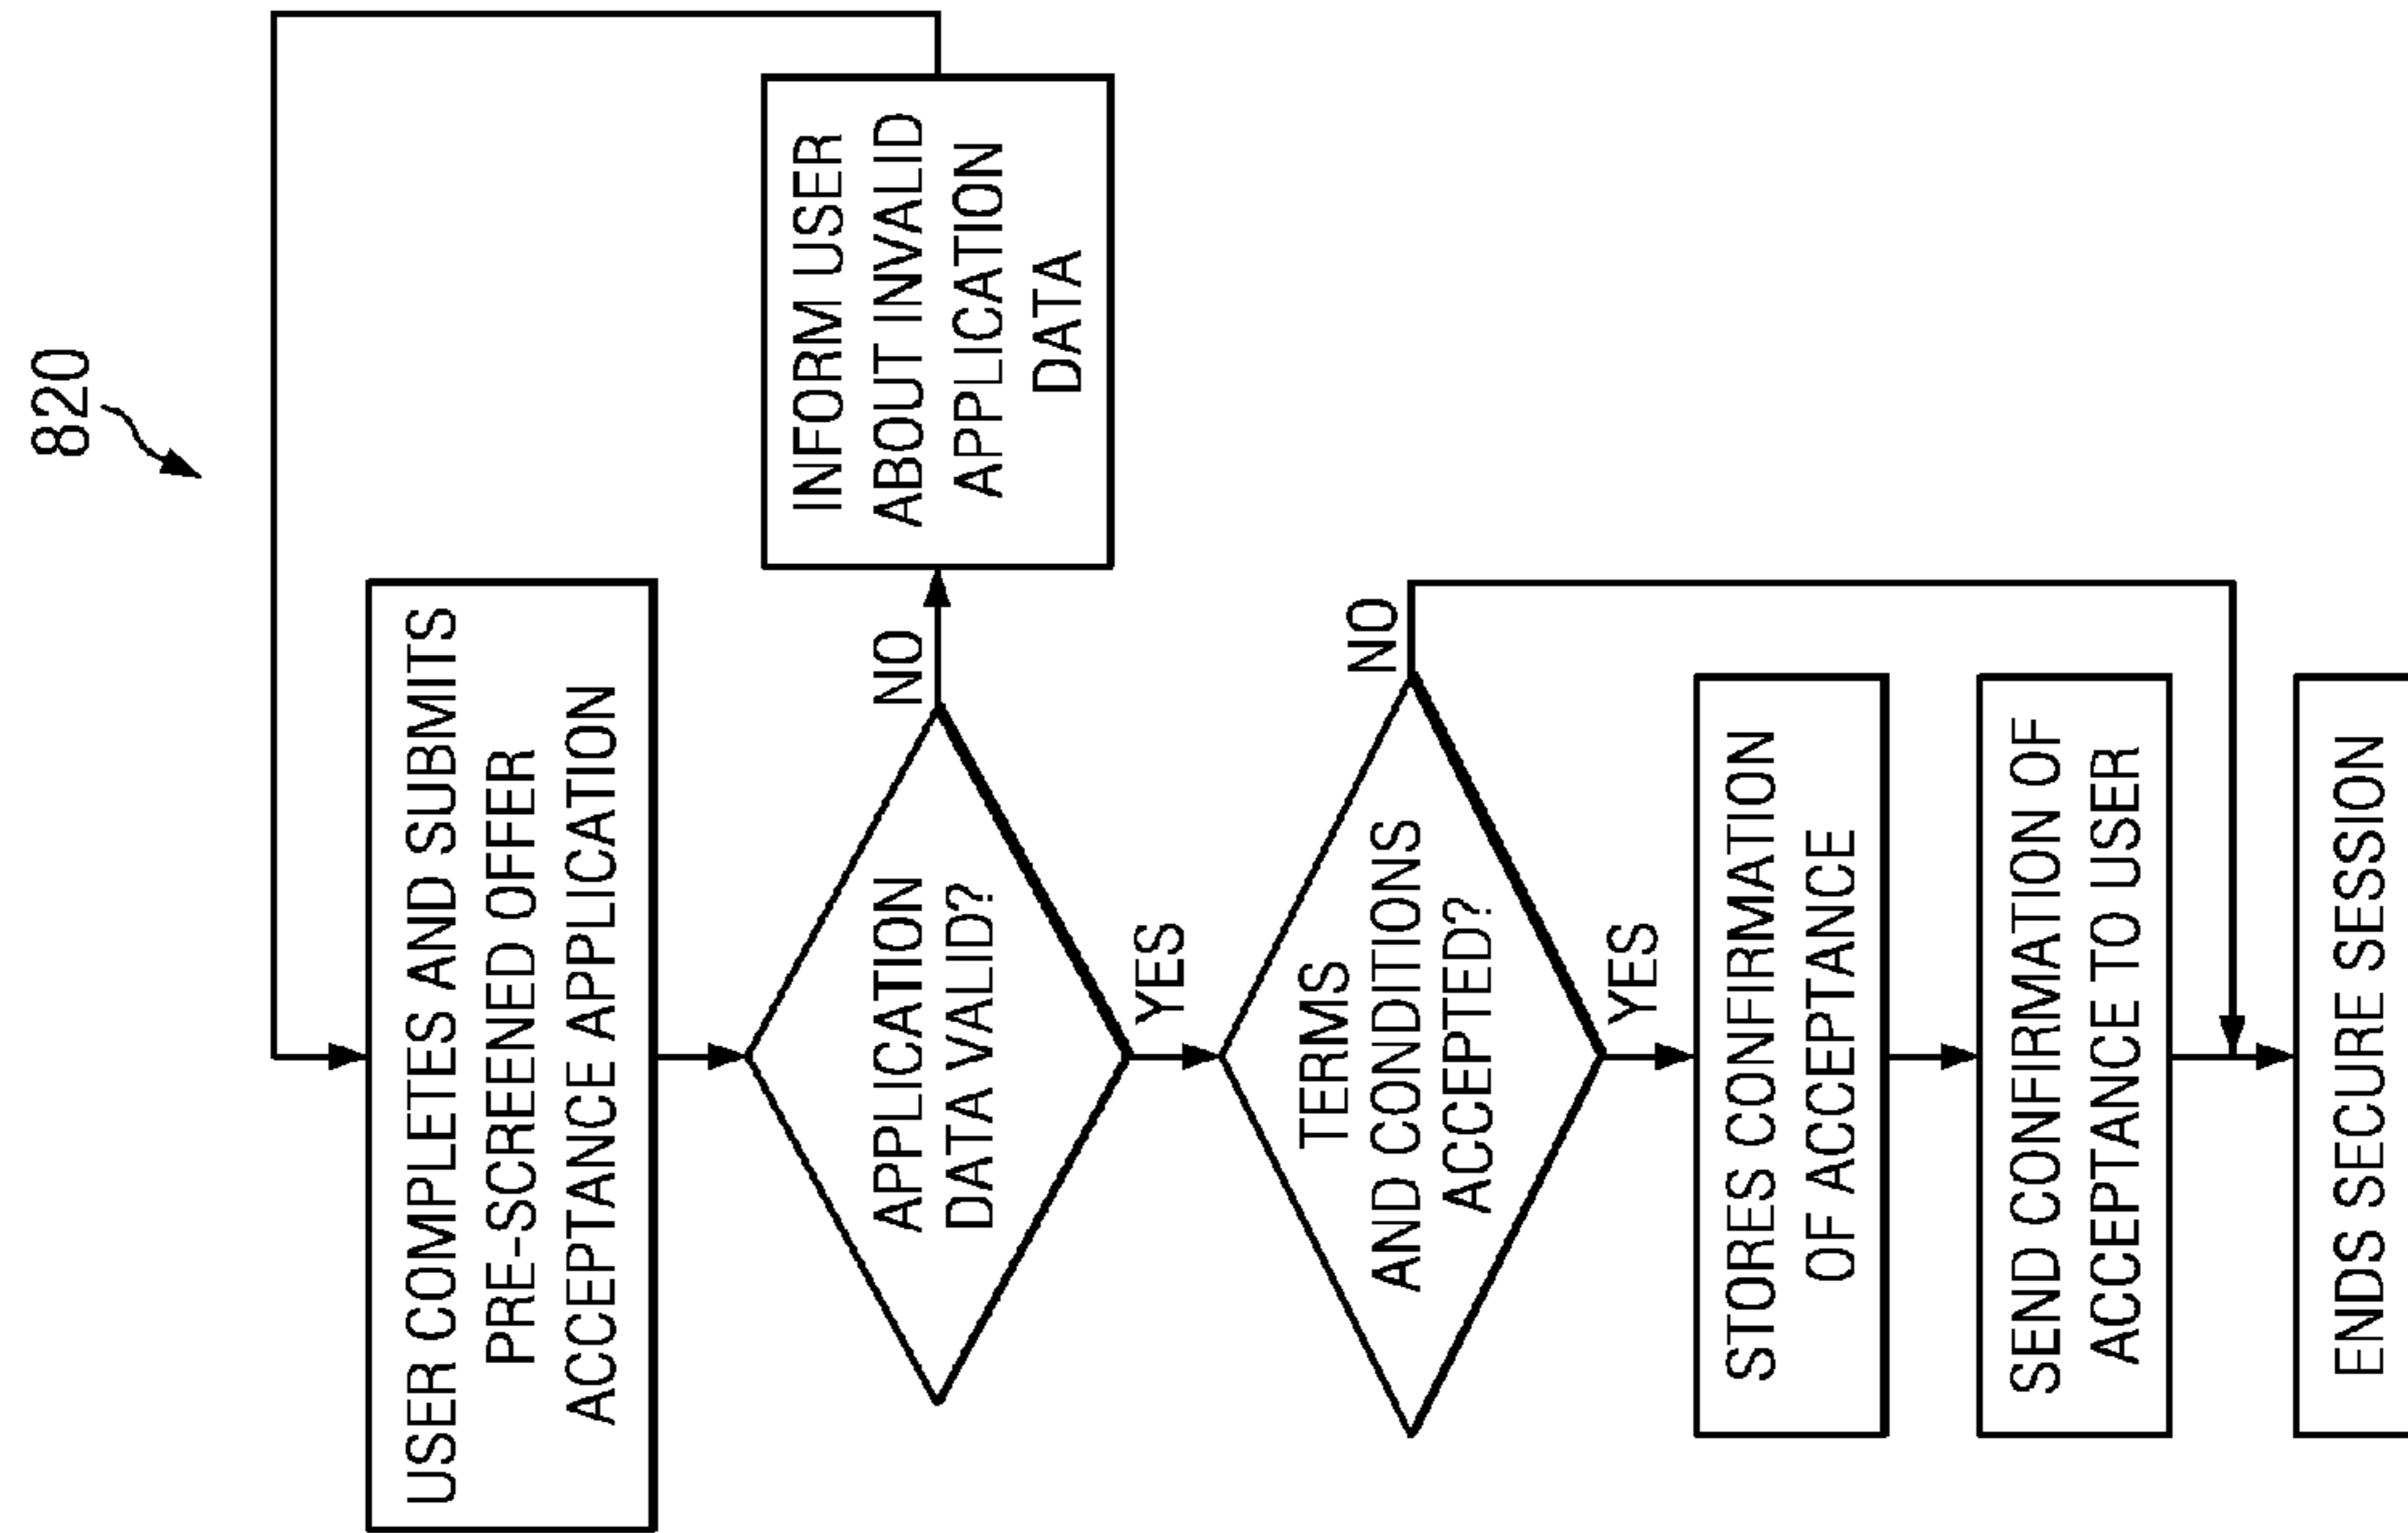 820
USER COMPLETES AND SUBMITS
PRE-SCREENED OFFER
ACCEPTANCE APPLICATION
APPLICATION
DATA VALID?
NO
INFORM USER
ABOUT INVALID
APPLICATION
DATA
YES
TERMS
AND CONDITIONS
ACCEPTED?
NO
YES
STORES CONFIRMATION
OF ACCEPTANCE
SEND CONFIRMATION OF
ACCEPTANCE TO USER
ENDS SECURE SESSION